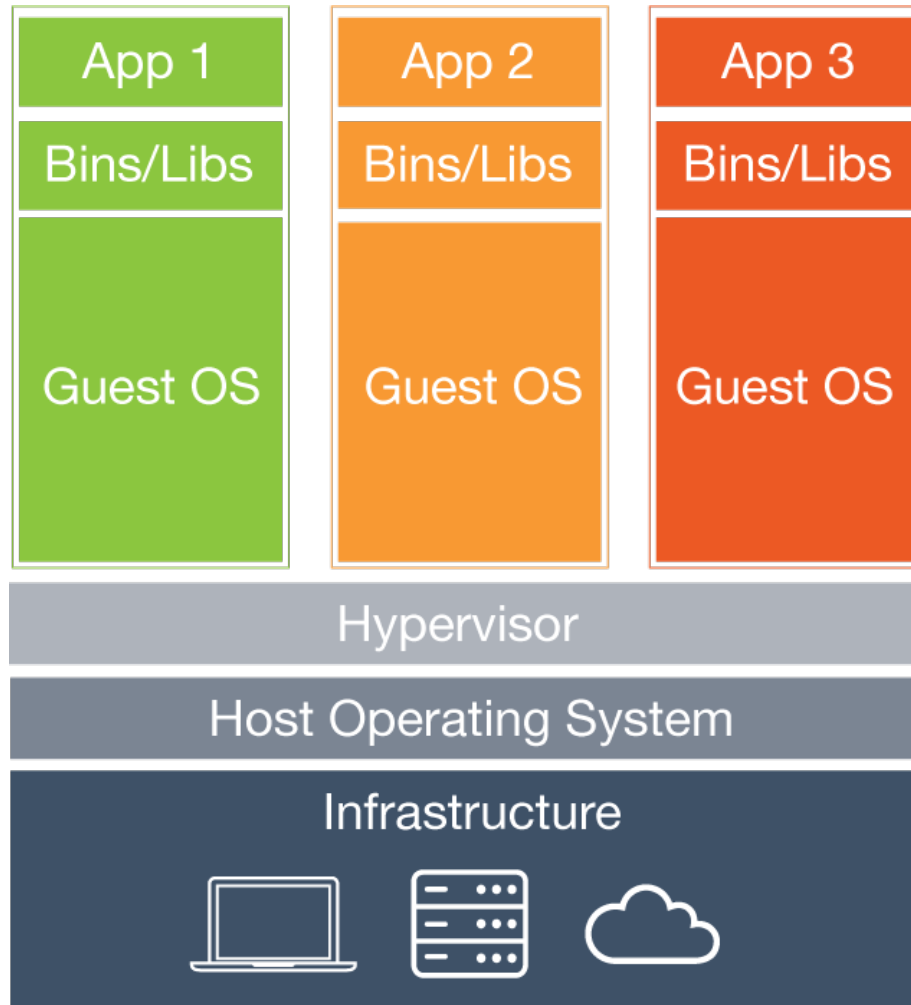 App 1
App 2
App 3
Bins/Libs
Bins/Libs
Bins/Libs
Guest OS
Guest OS
Guest OS
Hypervisor
Host Operating System
Infrastructure